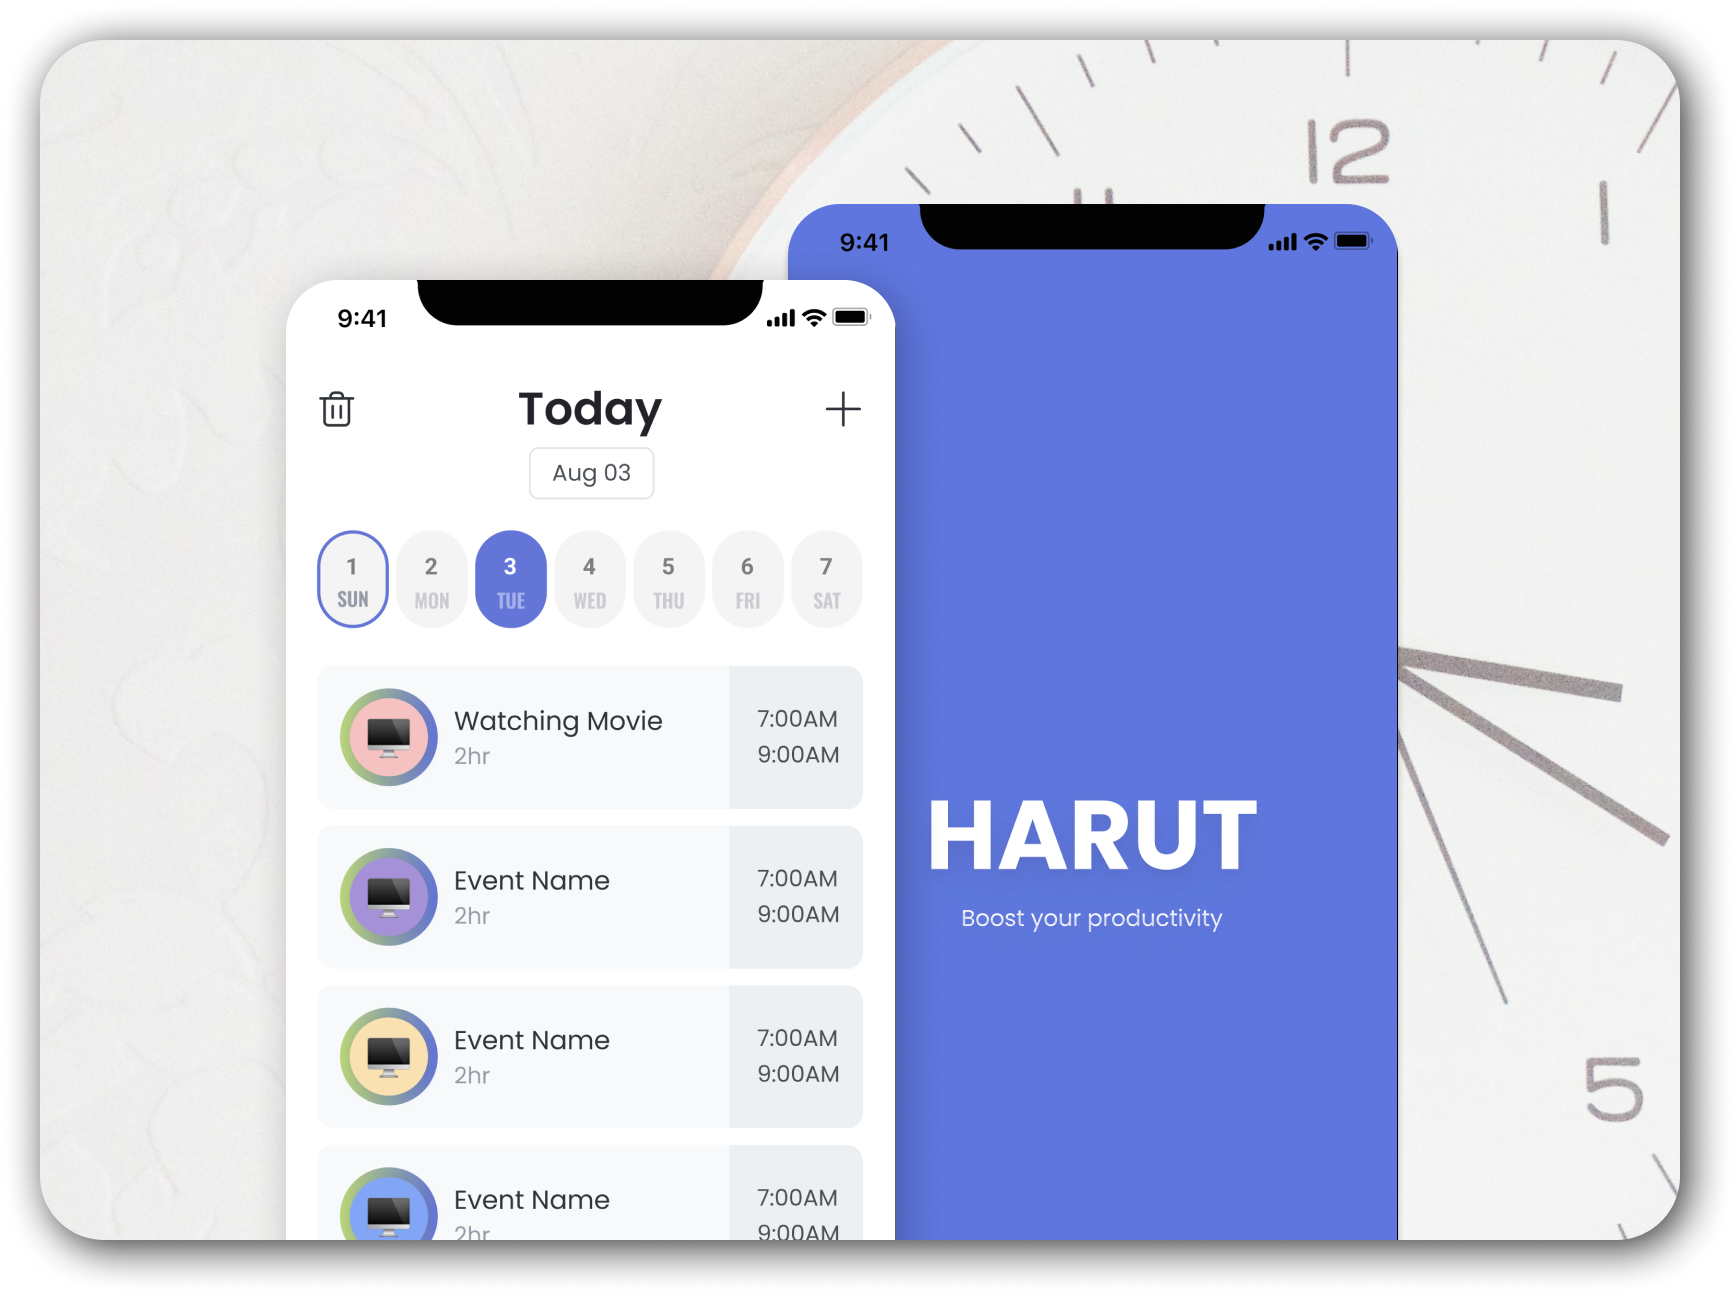 12
11
9:41
9:41
Today
Aug 03
1 2 3 4 5 6 7
SUN MON TUE WED THU FRI SAT
Watching Movie 7:00AM
2hr 9:00AM
Event Name 7:00AM
2hr 9:00AM
Event Name 7:00AM
2hr 9:00AM
Event Name 7:00AM
2hr 9:00AM
HARUT
Boost your productivity
1
5